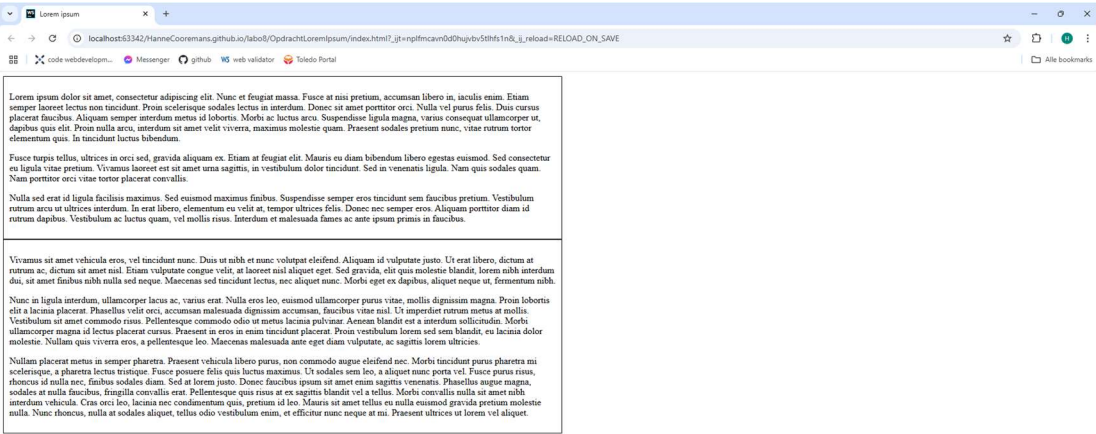 Lorem ipsum
localhost:63342/HanneCooremans.github.io/labo8/OpdrachtLoremIpsum/index.html?_ijt=nplfmcavn0d0hujvbv5tlhfs1n&_ij_reload=RELOAD_ON_SAVE
H
code webdevelopm... Messenger github W5 web validator Toledo Portal Alle bookmarks
Lorem ipsum dolor sit amet, consectetur adipiscing elit. Nunc et feugiat massa. Fusce at nisi pretium, accumsan libero in, iaculis enim. Etiam
semper laoreet lectus non tincidunt. Proin scelerisque sodales lectus in interdum. Donec sit amet porttitor orci. Nulla vel purus felis. Duis cursus
placerat faucibus. Aliquam semper interdum metus id lobortis. Morbi ac luctus arcu. Suspendisse ligula magna, varius consequat ullamcorper ut,
dapibus quis elit. Proin nulla arcu, interdum sit amet velit viverra, maximus molestie quam. Praesent sodales pretium nunc, vitae rutrum tortor
elementum quis. In tincidunt luctus bibendum.
Fusce turpis tellus, ultrices in orci sed, gravida aliquam ex. Etiam at feugiat elit. Mauris eu diam bibendum libero egestas euismod. Sed consectetur
eu ligula vitae pretium. Vivamus laoreet est sit amet urna sagittis, in vestibulum dolor tincidunt. Sed in venenatis ligula. Nam quis sodales quam.
Nam porttitor orci vitae tortor placerat convallis.
Nulla sed erat id ligula facilisis maximus. Sed euismod maximus finibus. Suspendisse semper eros tincidunt sem faucibus pretium. Vestibulum
rutrum arcu ut ultrices interdum. In erat libero, elementum eu velit at, tempor ultrices felis. Donec nec semper eros. Aliquam porttitor diam id
rutrum dapibus. Vestibulum ac luctus quam, vel mollis risus. Interdum et malesuada fames ac ante ipsum primis in faucibus.
Vivamus sit amet vehicula eros, vel tincidunt nunc. Duis ut nibh et nunc volutpat eleifend. Aliquam id vulputate justo. Ut erat libero, dictum at
rutrum ac, dictum sit amet nisl. Etiam vulputate congue velit, at laoreet nisl aliquet eget. Sed gravida, elit quis molestie blandit, lorem nibh interdum
dui, sit amet finibus nibh nulla sed neque. Maecenas sed tincidunt lectus, nec aliquet nunc. Morbi eget ex dapibus, aliquet neque ut, fermentum nibh.
Nunc in ligula interdum, ullamcorper lacus ac, varius erat. Nulla eros leo, euismod ullamcorper purus vitae, mollis dignissim magna. Proin lobortis
elit a lacinia placerat. Phasellus velit orci, accumsan malesuada dignissim accumsan, faucibus vitae nisl. Ut imperdiet rutrum metus at mollis.
Vestibulum sit amet commodo risus. Pellentesque commodo odio ut metus lacinia pulvinar. Aenean blandit est a interdum sollicitudin. Morbi
ullamcorper magna id lectus placerat cursus. Praesent in eros in enim tincidunt placerat. Proin vestibulum lorem sed sem blandit, eu lacinia dolor
molestie. Nullam quis viverra eros, a pellentesque leo. Maecenas malesuada ante eget diam vulputate, ac sagittis lorem ultricies.
Nullam placerat metus in semper pharetra. Praesent vehicula libero purus, non commodo augue eleifend nec. Morbi tincidunt purus pharetra mi
scelerisque, a pharetra lectus tristique. Fusce posuere felis quis luctus maximus. Ut sodales sem leo, a aliquet nunc porta vel. Fusce purus risus,
rhoncus id nulla nec, finibus sodales diam. Sed at lorem justo. Donec faucibus ipsum sit amet enim sagittis venenatis. Phasellus augue magna,
sodales at nulla faucibus, fringilla convallis erat. Pellentesque quis risus at ex sagittis blandit vel a tellus. Morbi convallis nulla sit amet nibh
interdum vehicula. Cras orci leo, lacinia nec condimentum quis, pretium id leo. Mauris sit amet tellus eu nulla euismod gravida pretium molestie
nulla. Nunc rhoncus, nulla at sodales aliquet, tellus odio vestibulum enim, et efficitur nunc neque at mi. Praesent ultrices ut lorem vel aliquet.